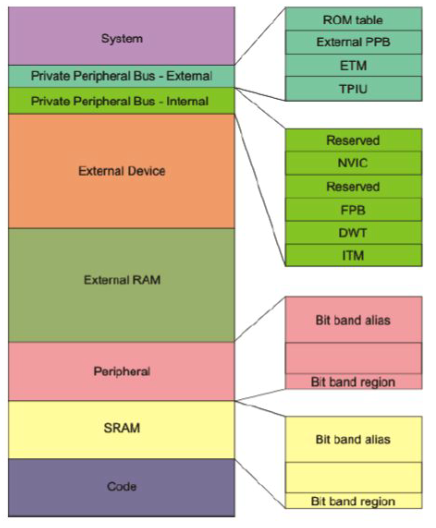 System
Private Peripheral Bus - External
Private Peripheral Bus - Internal
External Device
External RAM
Peripheral
SRAM
Code
ROM table
External PPB
ETM
TPIU
Reserved
NVIC
Reserved
FPB
DWT
ITM
Bit band alias
Bit band region
Bit band alias
Bit band region